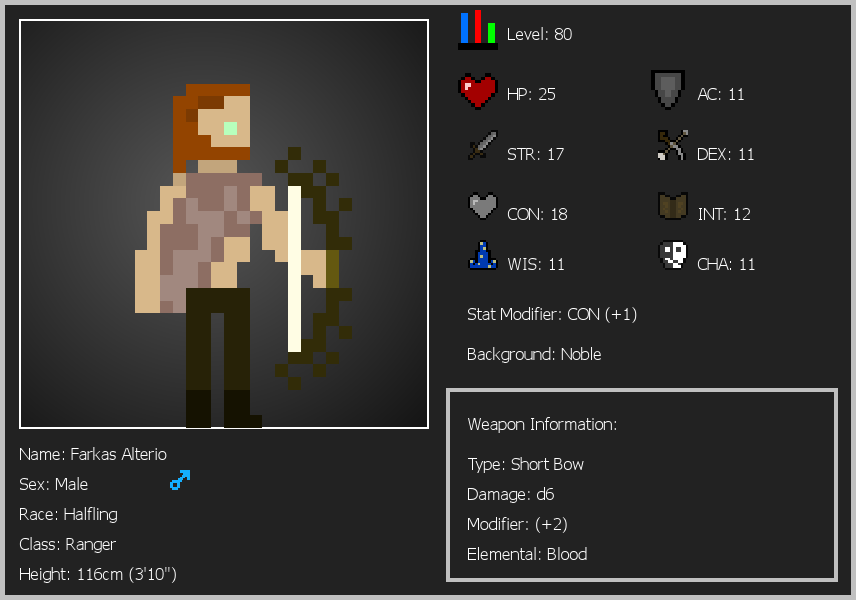 Level: 80
HP: 25
AC: 11
STR: 17
DEX: 11
CON: 18
INT: 12
WIS: 11
CHA: 11
Stat Modifier: CON (+1)
Background: Noble
Weapon Information:
Type: Short Bow
Damage: d6
Modifier: (+2)
Elemental: Blood
Name: Farkas Alterio
Sex: Male
Race: Halfling
Class: Ranger
Height: 116cm (3'10")